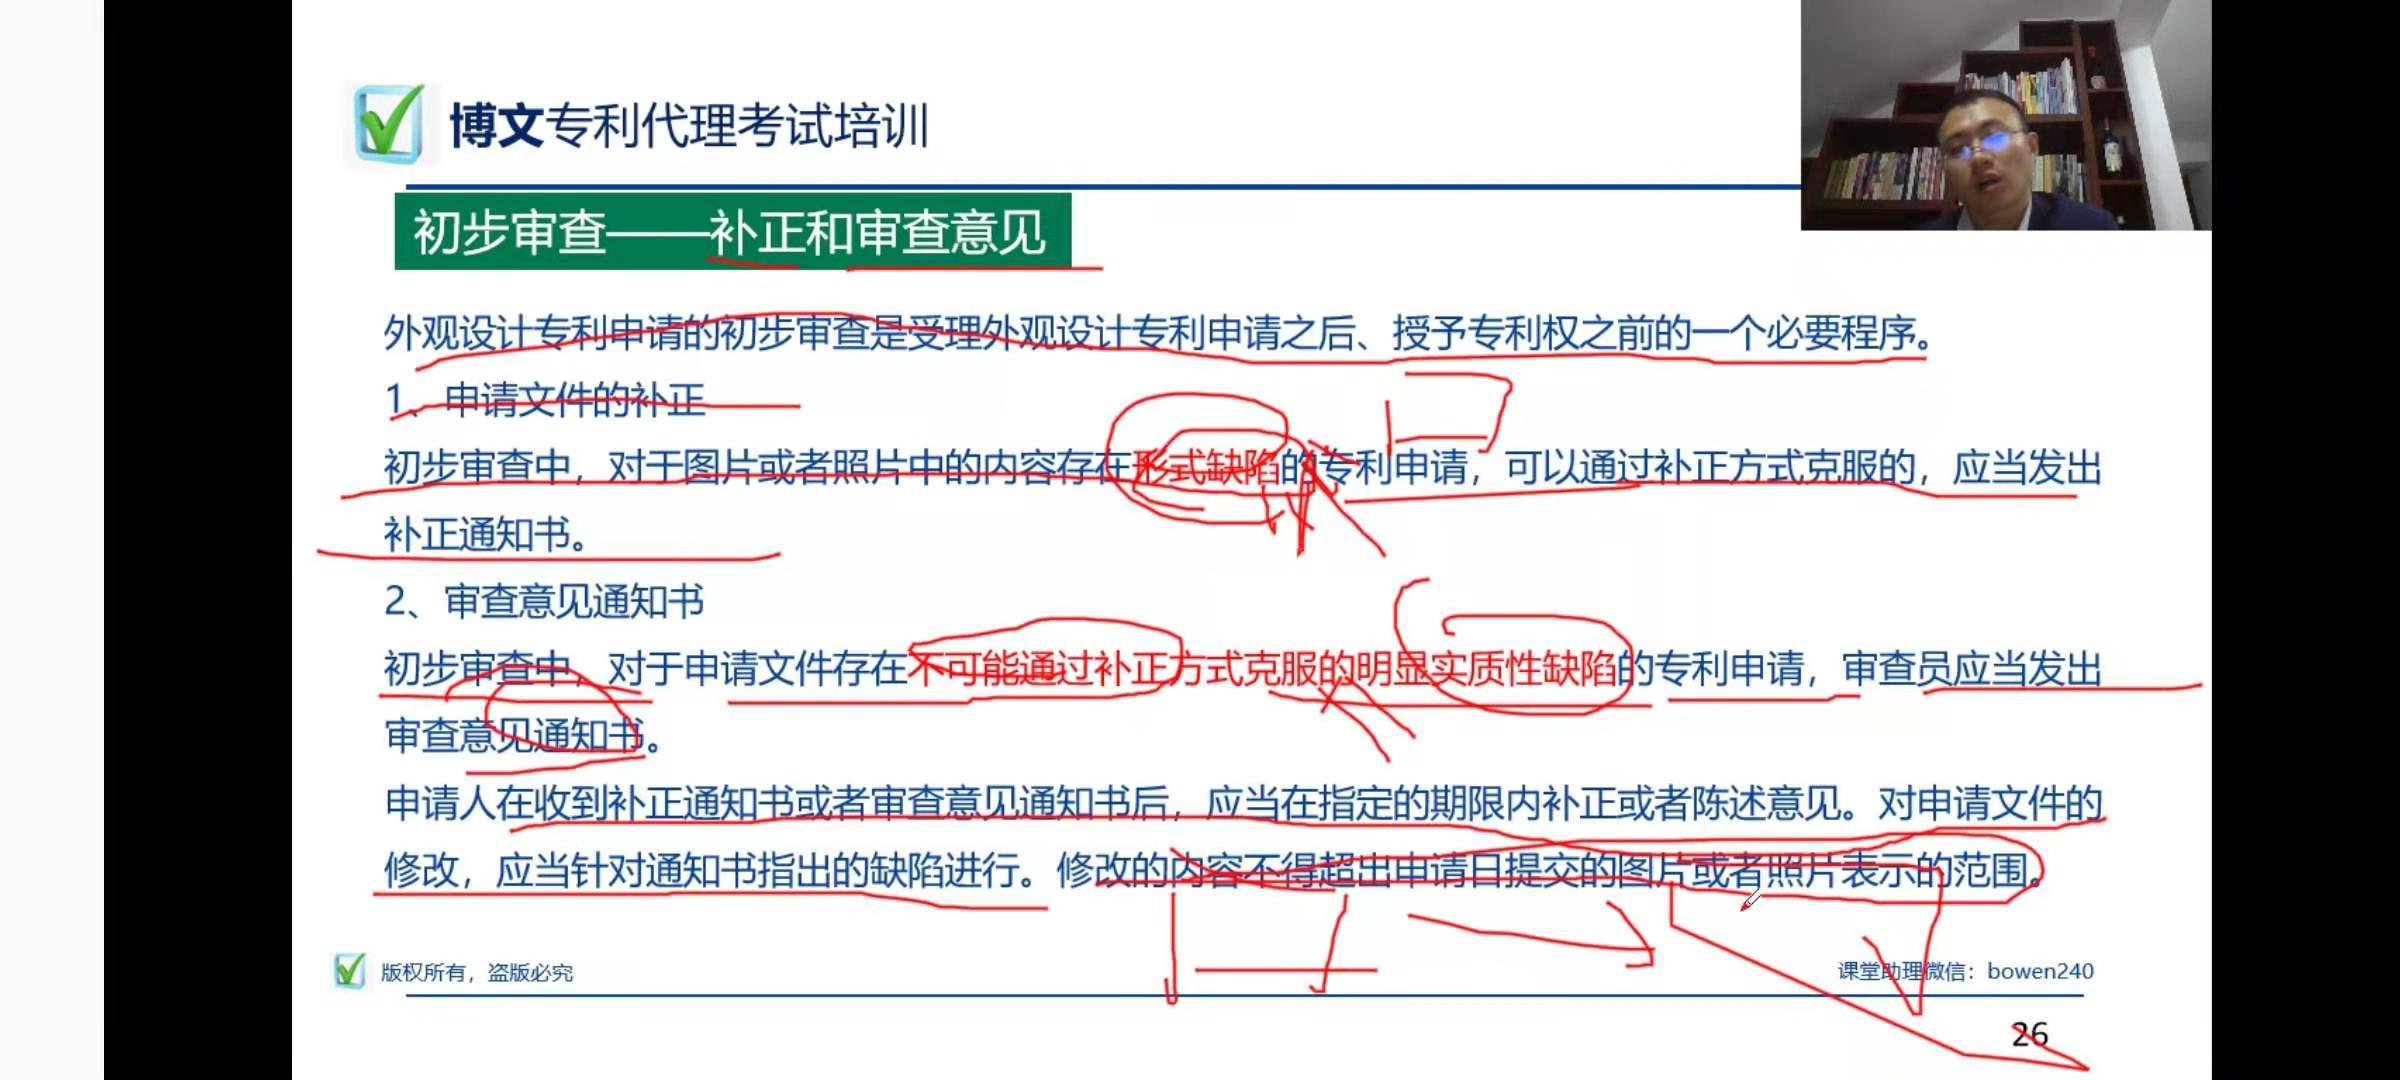 博文专利代理考试培训
初步审查——补正和审查意见
外观设计专利申请的初步审查是受理外观设计专利申请之后、授予专利权之前的一个必要程序。
1、申请文件的补正
初步审查中，对于图片或者照片中的内容存在形式缺陷的专利申请，可以通过补正方式克服的，应当发出
补正通知书。
2、审查意见通知书
初步审查中，对于申请文件存在不可能通过补正方式克服的明显实质性缺陷的专利申请，审查员应当发出
审查意见通知书。
申请人在收到补正通知书或者审查意见通知书后，应当在指定的期限内补正或者陈述意见。对申请文件的
修改，应当针对通知书指出的缺陷进行。修改的内容不得超出申请日提交的图片或者照片表示的范围。
版权所有，盗版必究
课堂助理微信：bowen240
26